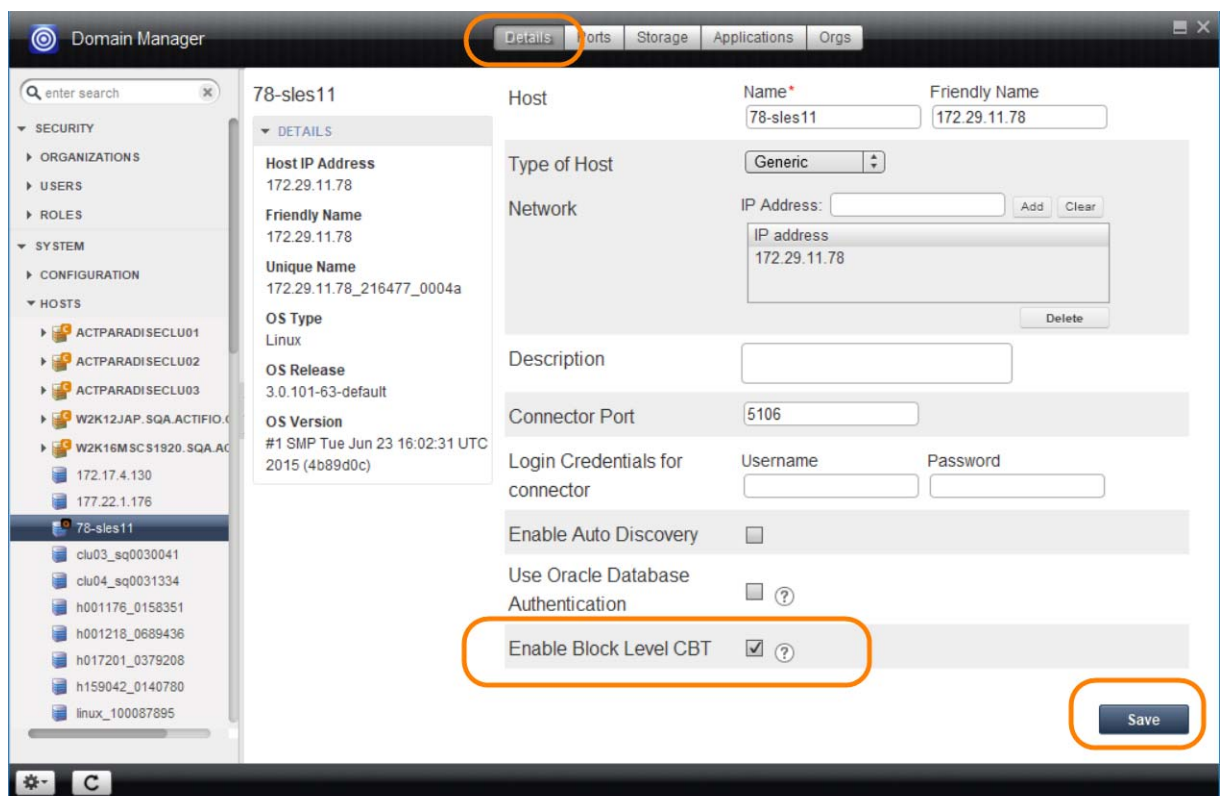 Domain Manager
Details Ports Storage Applications Orgs
enter search
SECURITY
ORGANIZATIONS
USERS
ROLES
SYSTEM
CONFIGURATION
HOSTS
ACTPARADISECLU01
ACTPARADISECLU02
ACTPARADISECLU03
W2K12JAP.SQA.ACTIFIO.
W2K16MSCS1920.SQA.AC
172.17.4.130
177.22.1.176
78-sles11
clu03_sq0030041
clu04_sq0031334
h001176_0158351
h001218_0689436
h017201_0379208
h159042_0140780
linux_100087895
78-sles11
DETAILS
Host IP Address
172.29.11.78
Friendly Name
172.29.11.78
Unique Name
172.29.11.78_216477_0004a
OS Type
Linux
OS Release
3.0.101-63-default
OS Version
#1 SMP Tue Jun 23 16:02:31 UTC
2015 (4b89d0c)
Host
Name* Friendly Name
78-sles11 172.29.11.78
Type of Host Generic
Network IP Address: Add Clear
IP address
172.29.11.78
Delete
Description
Connector Port 5106
Login Credentials for
connector
Username Password
Enable Auto Discovery
Use Oracle Database
Authentication ?
Enable Block Level CBT ?
Save